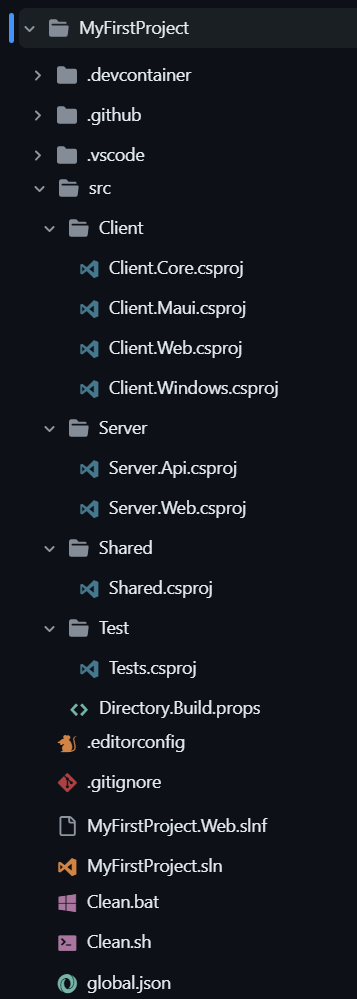 MyFirstProject
.devcontainer
.github
.vscode
src
Client
Client.Core.csproj
Client.Maui.csproj
Client.Web.csproj
Client.Windows.csproj
Server
Server.Api.csproj
Server.Web.csproj
Shared
Shared.csproj
Test
Tests.csproj
Directory.Build.props
.editorconfig
.gitignore
MyFirstProject.Web.slnf
MyFirstProject.sln
Clean.bat
Clean.sh
global.json